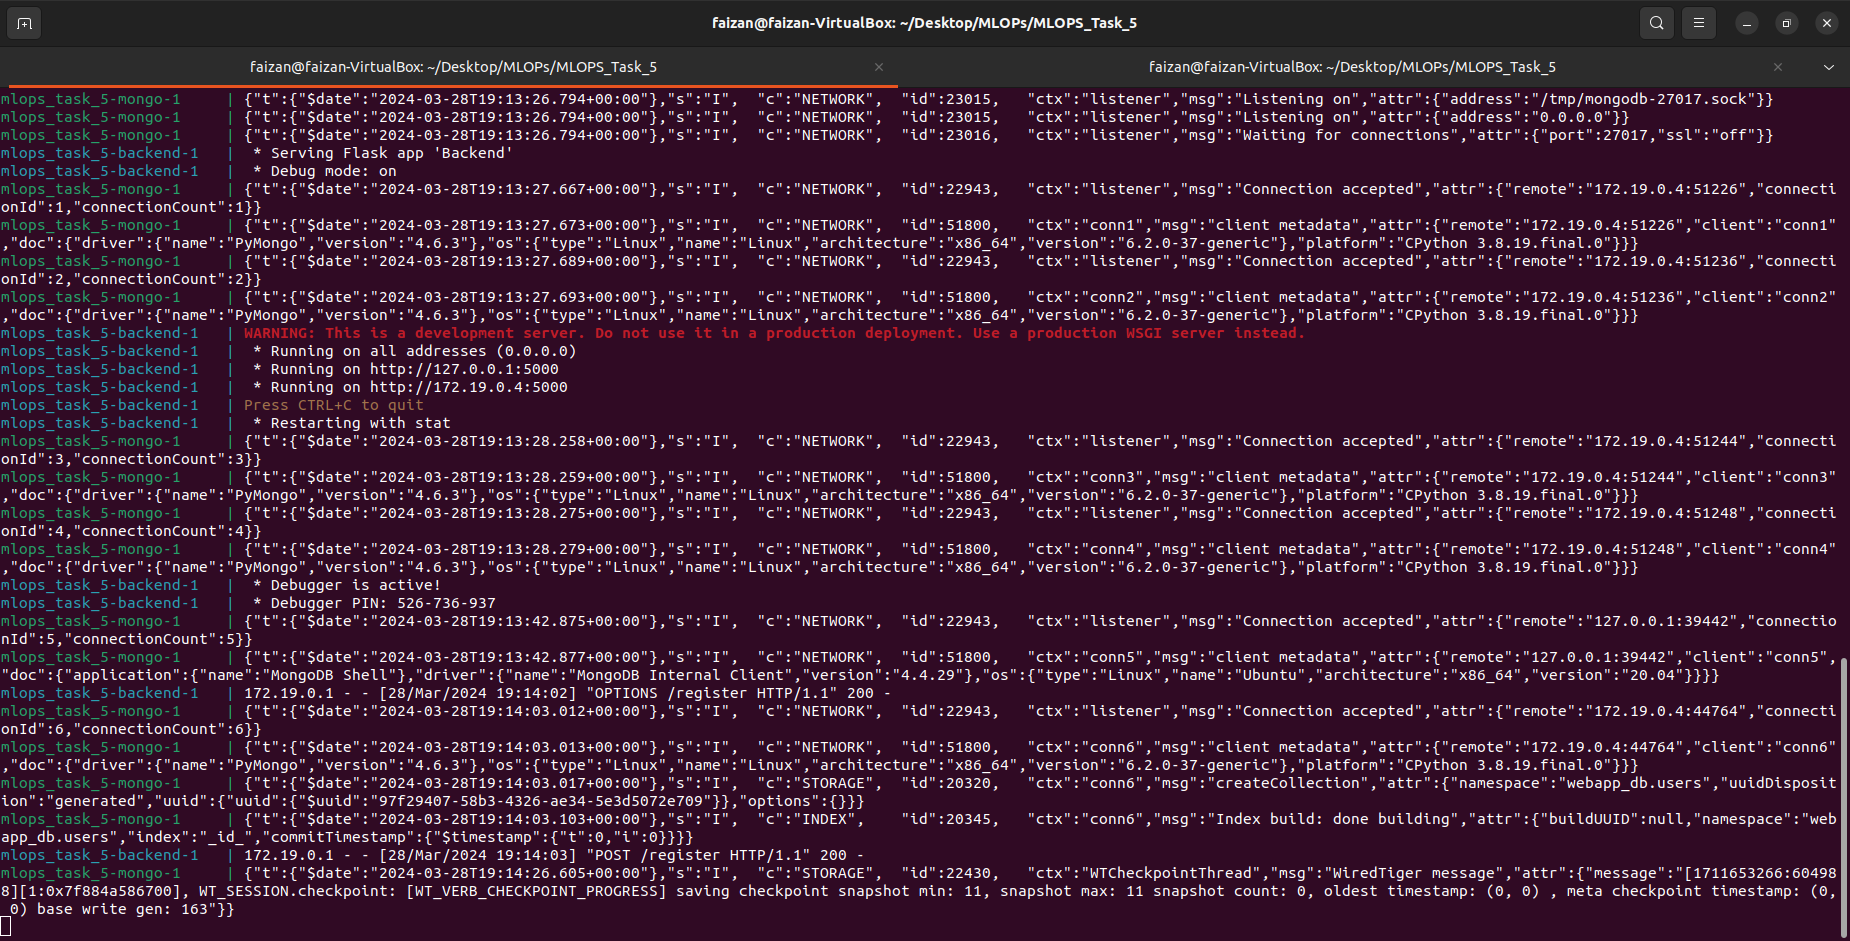 faizan@faizan-VirtualBox: ~/Desktop/MLOPs/MLOPS_Task_5
faizan@faizan-VirtualBox: ~/Desktop/MLOPs/MLOPS_Task_5 × faizan@faizan-VirtualBox: ~/Desktop/MLOPs/MLOPS_Task_5 ×
mlops_task_5-mongo-1     | {"t":{"$date":"2024-03-28T19:13:26.794+00:00"},"s":"I",  "c":"NETWORK",  "id":23015,   "ctx":"listener","msg":"Listening on","attr":{"address":"/tmp/mongodb-27017.sock"}}
mlops_task_5-mongo-1     | {"t":{"$date":"2024-03-28T19:13:26.794+00:00"},"s":"I",  "c":"NETWORK",  "id":23015,   "ctx":"listener","msg":"Listening on","attr":{"address":"0.0.0.0"}}
mlops_task_5-mongo-1     | {"t":{"$date":"2024-03-28T19:13:26.794+00:00"},"s":"I",  "c":"NETWORK",  "id":23016,   "ctx":"listener","msg":"Waiting for connections","attr":{"port":27017,"ssl":"off"}}
mlops_task_5-backend-1   |  * Serving Flask app 'Backend'
mlops_task_5-backend-1   |  * Debug mode: on
mlops_task_5-mongo-1     | {"t":{"$date":"2024-03-28T19:13:27.667+00:00"},"s":"I",  "c":"NETWORK",  "id":22943,   "ctx":"listener","msg":"Connection accepted","attr":{"remote":"172.19.0.4:51226","connecti
onId":1,"connectionCount":1}}
mlops_task_5-mongo-1     | {"t":{"$date":"2024-03-28T19:13:27.673+00:00"},"s":"I",  "c":"NETWORK",  "id":51800,   "ctx":"conn1","msg":"client metadata","attr":{"remote":"172.19.0.4:51226","client":"conn1"
,"doc":{"driver":{"name":"PyMongo","version":"4.6.3"},"os":{"type":"Linux","name":"Linux","architecture":"x86_64","version":"6.2.0-37-generic"},"platform":"CPython 3.8.19.final.0"}}}
mlops_task_5-mongo-1     | {"t":{"$date":"2024-03-28T19:13:27.689+00:00"},"s":"I",  "c":"NETWORK",  "id":22943,   "ctx":"listener","msg":"Connection accepted","attr":{"remote":"172.19.0.4:51236","connecti
onId":2,"connectionCount":2}}
mlops_task_5-mongo-1     | {"t":{"$date":"2024-03-28T19:13:27.693+00:00"},"s":"I",  "c":"NETWORK",  "id":51800,   "ctx":"conn2","msg":"client metadata","attr":{"remote":"172.19.0.4:51236","client":"conn2"
,"doc":{"driver":{"name":"PyMongo","version":"4.6.3"},"os":{"type":"Linux","name":"Linux","architecture":"x86_64","version":"6.2.0-37-generic"},"platform":"CPython 3.8.19.final.0"}}}
mlops_task_5-backend-1   | WARNING: This is a development server. Do not use it in a production deployment. Use a production WSGI server instead.
mlops_task_5-backend-1   |  * Running on all addresses (0.0.0.0)
mlops_task_5-backend-1   |  * Running on http://127.0.0.1:5000
mlops_task_5-backend-1   |  * Running on http://172.19.0.4:5000
mlops_task_5-backend-1   | Press CTRL+C to quit
mlops_task_5-backend-1   |  * Restarting with stat
mlops_task_5-mongo-1     | {"t":{"$date":"2024-03-28T19:13:28.258+00:00"},"s":"I",  "c":"NETWORK",  "id":22943,   "ctx":"listener","msg":"Connection accepted","attr":{"remote":"172.19.0.4:51244","connecti
onId":3,"connectionCount":3}}
mlops_task_5-mongo-1     | {"t":{"$date":"2024-03-28T19:13:28.259+00:00"},"s":"I",  "c":"NETWORK",  "id":51800,   "ctx":"conn3","msg":"client metadata","attr":{"remote":"172.19.0.4:51244","client":"conn3"
,"doc":{"driver":{"name":"PyMongo","version":"4.6.3"},"os":{"type":"Linux","name":"Linux","architecture":"x86_64","version":"6.2.0-37-generic"},"platform":"CPython 3.8.19.final.0"}}}
mlops_task_5-mongo-1     | {"t":{"$date":"2024-03-28T19:13:28.275+00:00"},"s":"I",  "c":"NETWORK",  "id":22943,   "ctx":"listener","msg":"Connection accepted","attr":{"remote":"172.19.0.4:51248","connecti
onId":4,"connectionCount":4}}
mlops_task_5-mongo-1     | {"t":{"$date":"2024-03-28T19:13:28.279+00:00"},"s":"I",  "c":"NETWORK",  "id":51800,   "ctx":"conn4","msg":"client metadata","attr":{"remote":"172.19.0.4:51248","client":"conn4"
,"doc":{"driver":{"name":"PyMongo","version":"4.6.3"},"os":{"type":"Linux","name":"Linux","architecture":"x86_64","version":"6.2.0-37-generic"},"platform":"CPython 3.8.19.final.0"}}}
mlops_task_5-backend-1   |  * Debugger is active!
mlops_task_5-backend-1   |  * Debugger PIN: 526-736-937
mlops_task_5-mongo-1     | {"t":{"$date":"2024-03-28T19:13:42.875+00:00"},"s":"I",  "c":"NETWORK",  "id":22943,   "ctx":"listener","msg":"Connection accepted","attr":{"remote":"127.0.0.1:39442","connectio
nId":5,"connectionCount":5}}
mlops_task_5-mongo-1     | {"t":{"$date":"2024-03-28T19:13:42.877+00:00"},"s":"I",  "c":"NETWORK",  "id":51800,   "ctx":"conn5","msg":"client metadata","attr":{"remote":"127.0.0.1:39442","client":"conn5",
"doc":{"application":{"name":"MongoDB Shell"},"driver":{"name":"MongoDB Internal Client","version":"4.4.29"},"os":{"type":"Linux","name":"Ubuntu","architecture":"x86_64","version":"20.04"}}}}
mlops_task_5-backend-1   | 172.19.0.1 - - [28/Mar/2024 19:14:02] "OPTIONS /register HTTP/1.1" 200 -
mlops_task_5-mongo-1     | {"t":{"$date":"2024-03-28T19:14:03.012+00:00"},"s":"I",  "c":"NETWORK",  "id":22943,   "ctx":"listener","msg":"Connection accepted","attr":{"remote":"172.19.0.4:44764","connecti
onId":6,"connectionCount":6}}
mlops_task_5-mongo-1     | {"t":{"$date":"2024-03-28T19:14:03.013+00:00"},"s":"I",  "c":"NETWORK",  "id":51800,   "ctx":"conn6","msg":"client metadata","attr":{"remote":"172.19.0.4:44764","client":"conn6"
,"doc":{"driver":{"name":"PyMongo","version":"4.6.3"},"os":{"type":"Linux","name":"Linux","architecture":"x86_64","version":"6.2.0-37-generic"},"platform":"CPython 3.8.19.final.0"}}}
mlops_task_5-mongo-1     | {"t":{"$date":"2024-03-28T19:14:03.017+00:00"},"s":"I",  "c":"STORAGE",  "id":20320,   "ctx":"conn6","msg":"createCollection","attr":{"namespace":"webapp_db.users","uuidDisposit
ion":"generated","uuid":{"uuid":{"$uuid":"97f29407-58b3-4326-ae34-5e3d5072e709"}},"options":{}}}
mlops_task_5-mongo-1     | {"t":{"$date":"2024-03-28T19:14:03.103+00:00"},"s":"I",  "c":"INDEX",    "id":20345,   "ctx":"conn6","msg":"Index build: done building","attr":{"buildUUID":null,"namespace":"web
app_db.users","index":"_id_","commitTimestamp":{"$timestamp":{"t":0,"i":0}}}}
mlops_task_5-backend-1   | 172.19.0.1 - - [28/Mar/2024 19:14:03] "POST /register HTTP/1.1" 200 -
mlops_task_5-mongo-1     | {"t":{"$date":"2024-03-28T19:14:26.605+00:00"},"s":"I",  "c":"STORAGE",  "id":22430,   "ctx":"WTCheckpointThread","msg":"WiredTiger message","attr":{"message":"[1711653266:60498
8][1:0x7f884a586700], WT_SESSION.checkpoint: [WT_VERB_CHECKPOINT_PROGRESS] saving checkpoint snapshot min: 11, snapshot max: 11 snapshot count: 0, oldest timestamp: (0, 0) , meta checkpoint timestamp: (0,
 0) base write gen: 163"}}